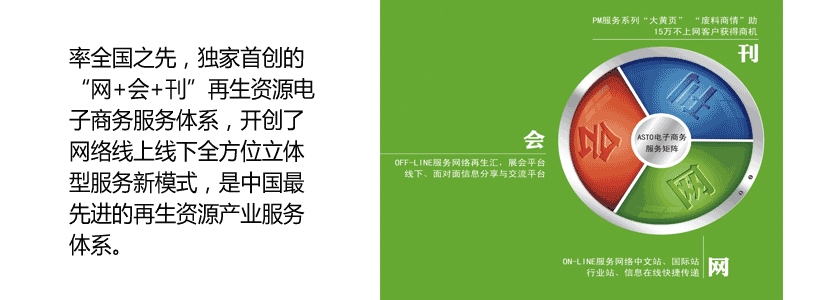 率全国之先，独家首创的
“网+会+刊”再生资源电
子商务服务体系，开创了
网络线上线下全方位立体
型服务新模式，是中国最
先进的再生资源产业服务
体系。
PM服务系列“大黄页” “废料商情”助
15万不上网客户获得商机
刊
刊
会
ASTO电子商务
服务矩阵
网
会
OFF-LINE服务网络再生汇，展会平台
线下、面对面信息分享与交流平台
ON-LINE服务网络中文站、国际站
行业站、信息在线快捷传递
网